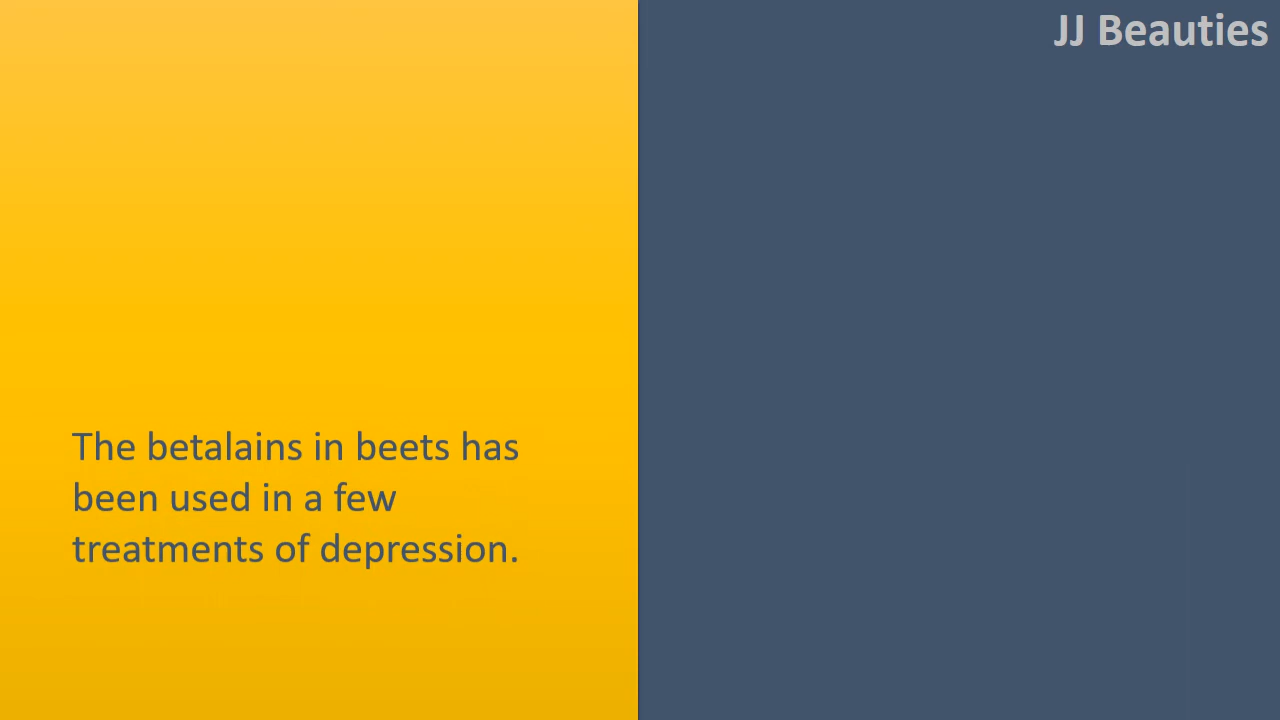 JJ Beauties
The betalains in beets has
been used in a few
treatments of depression.